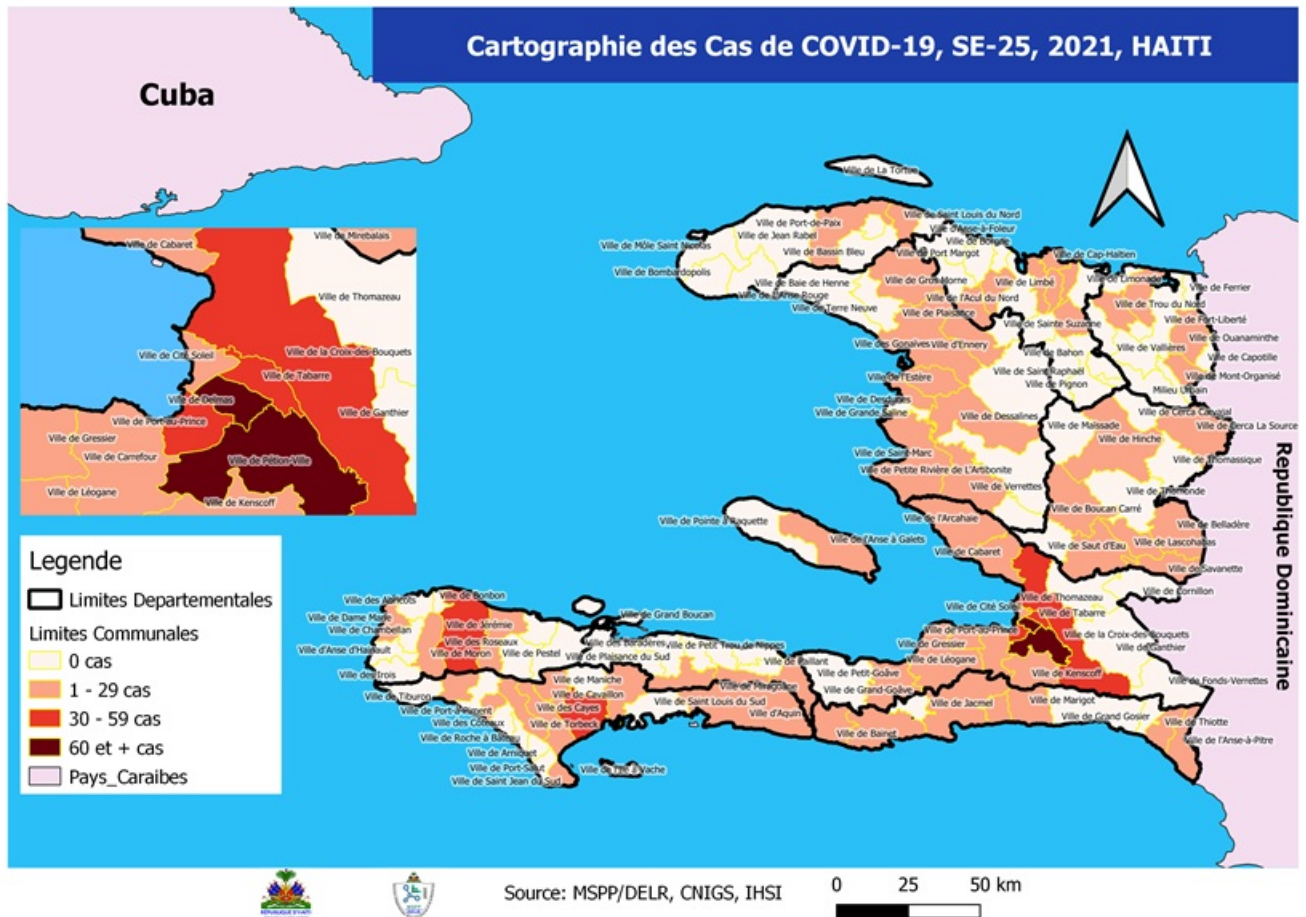 Cartographie des Cas de COVID-19, SE-25, 2021, HAITI
Cuba
Ville de La Tortue
Ville de Port-de-Paix
Ville de Saint Louis du Nord
Ville d'Anse-à-Foleur
Ville de Jean Rabel
Ville de Borgne
Ville de Môle Saint Nicolas
Ville de Bassin Bleu
Ville de Port Margot
Ville de Cap-Haïtien
Ville de Bombardopolis
Ville de Baie de Henne
Ville de Gros Morne
Ville de Limbé
Ville de Limonade
Ville de Ferrier
Ville de L'Anse Rouge
Ville de l'Acul du Nord
Ville de Trou du Nord
Ville de Terre Neuve
Ville de Plaisance
Ville de Sainte Suzanne
Ville de Fort-Liberté
Ville des Gonaïves
Ville d'Ennery
Ville de Bahon
Ville de Vallières
Ville de Ouanaminthe
Ville de Capotille
Ville de l'Estère
Ville de Saint Raphaël
Ville de Pignon
Ville de Mont-Organisé
Milieu Urbain
Ville de Desdunes
Ville de Grande Saline
Ville de Dessalines
Ville de Maïssade
Ville de Cerca Carvajal
Ville de Cerca La Source
Ville de Hinche
Ville de Saint-Marc
Ville de Petite Rivière de L'Artibonite
Ville de Thomassique
Ville de Verrettes
Ville de Thomonde
Ville de Boucan Carré
Ville de Pointe à Raquette
Ville de l'Arcahaie
Ville de Belladère
Ville de l'Anse à Galets
Ville de Cabaret
Ville de Saut d'Eau
Ville de Lascohabas
Ville de Savanette
Ville de Cornillon
Ville de Thomazeau
Ville de Cité Soleil
Ville de Tabarre
Ville de Port-au-Prince
Ville de la Croix-des-Bouquets
Ville de Gressier
Ville de Ganthier
Ville de Léogane
Ville de Kenscoff
Ville de Fonds-Verrettes
Ville des Abricots
Ville de Bonbon
Ville de Dame Marie
Ville de Grand Boucan
Ville de Chambellan
Ville de Jérémie
Ville d'Anse d'Hainault
Ville des Roseaux
Ville des Baradères
Ville de Petit Trou de Nippes
Ville de Moron
Ville de Pestel
Ville de Plaisance du Sud
Ville de Paillant
Ville des Irois
Ville de Petit-Goâve
Ville de Grand-Goâve
Ville de Maniche
Ville de Miragoâne
Ville de Tiburon
Ville de Cavaillon
Ville de Saint Louis du Sud
Ville de Port-à-Piment
Ville des Cayes
Ville d'Aquin
Ville de Jacmel
Ville de Marigot
Ville des Coteaux
Ville de Torbeck
Ville de Grand Gosier
Ville de Thiotte
Ville de Roche à Bâteau
Ville de Bainet
Ville de l'Anse-à-Pitre
Ville de Arniquet
Ville de Port-Salut
Ville de l'Ile à Vache
Ville de Saint Jean du Sud
Republique Dominicaine
Ville de Cabaret
Ville de Mirebalais
Ville de Thomazeau
Ville de Cité Soleil
Ville de la Croix-des-Bouquets
Ville de Tabarre
Ville de Delmas
Ville de Port-au-Prince
Ville de Ganthier
Ville de Gressier
Ville de Carrefour
Ville de Pétion-Ville
Ville de Léogane
Ville de Kenscoff
Legende
Limites Departementales
Limites Communales
0 cas
1 - 29 cas
30 - 59 cas
60 et + cas
Pays_Caraibes
REPUBLIQUE D'HAITI
MSPP
DELR
Source: MSPP/DELR, CNIGS, IHSI
0 25 50 km